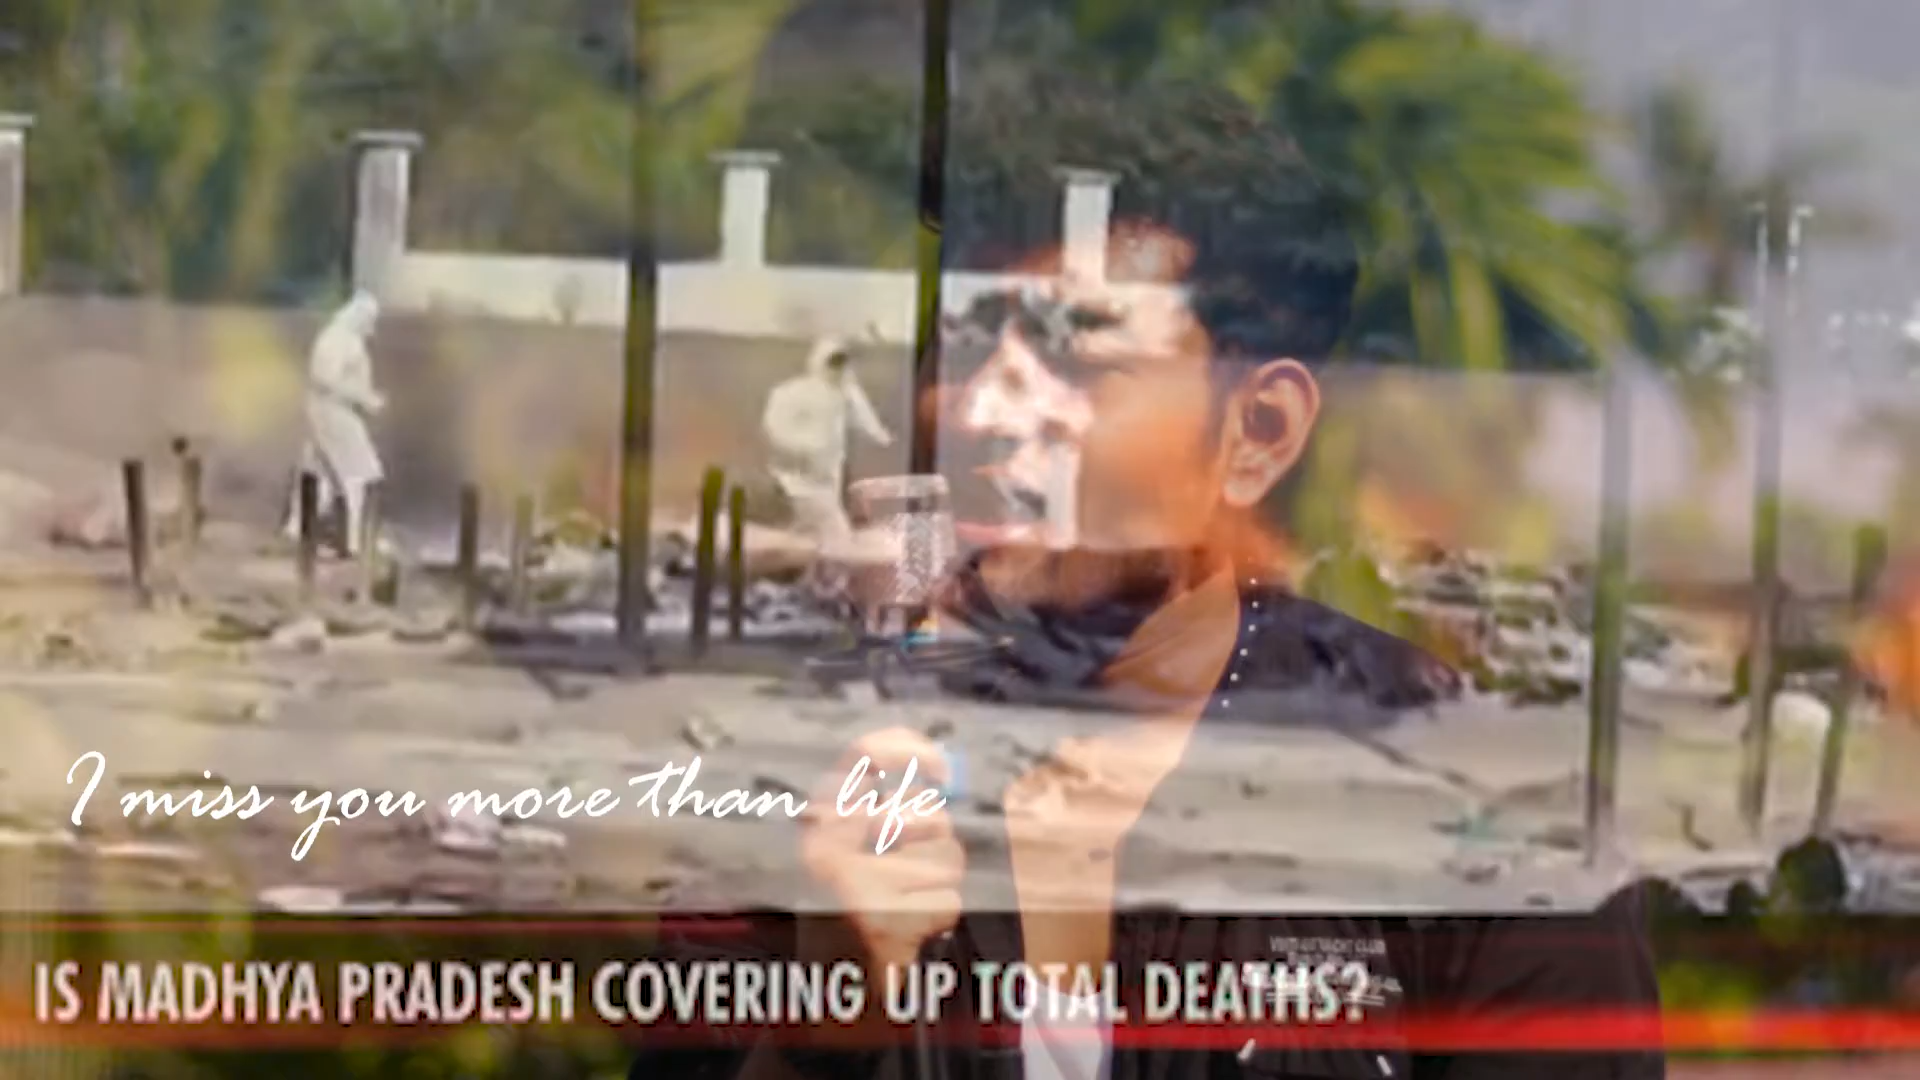 I miss you more than life
IS MADHYA PRADESH COVERING UP TOTAL DEATHS?